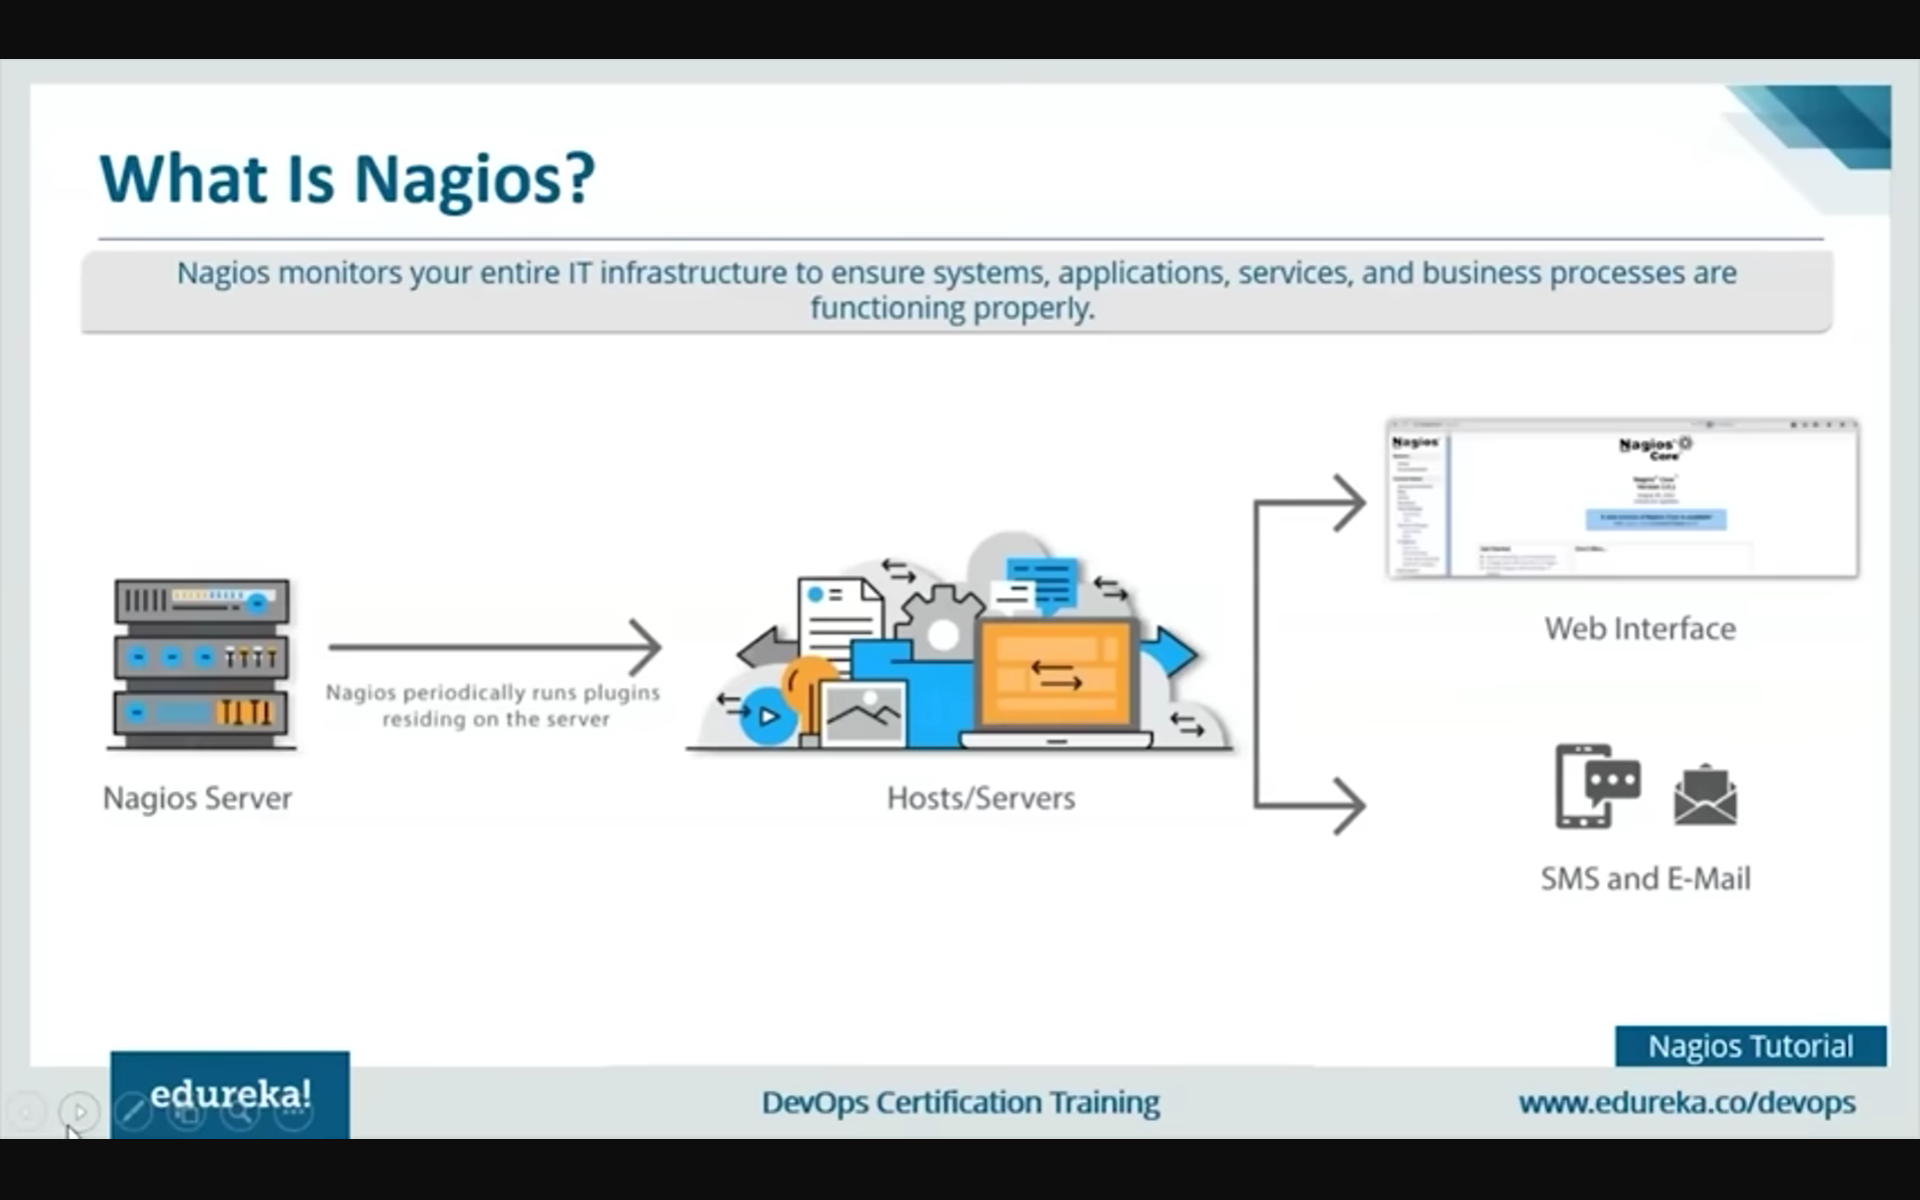 What Is Nagios?
Nagios monitors your entire IT infrastructure to ensure systems, applications, services, and business processes are
functioning properly.
Nagios periodically runs plugins
residing on the server
Nagios Server
Hosts/Servers
Nagios
Nagios
Core
Web Interface
SMS and E-Mail
Nagios Tutorial
edureka!
DevOps Certification Training
www.edureka.co/devops